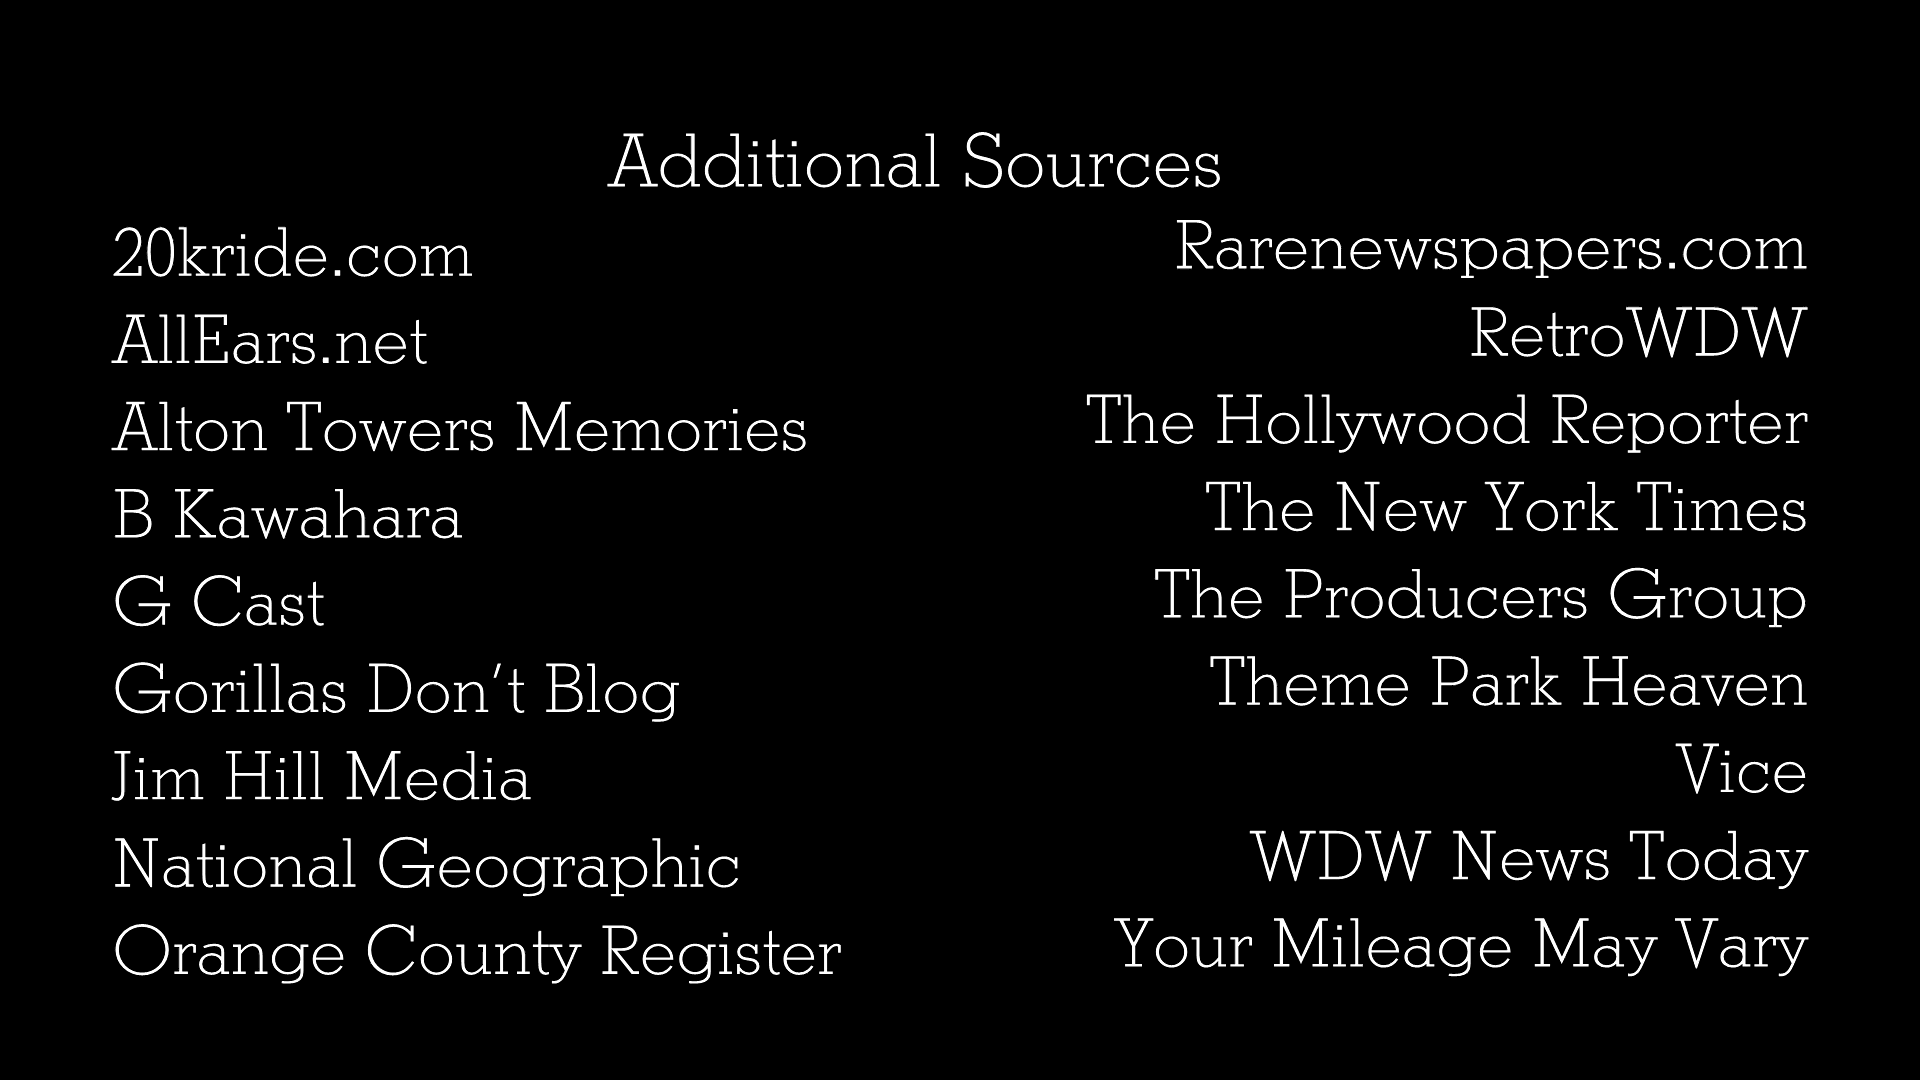 Additional Sources
20kride.com
AllEars.net
Alton Towers Memories
B Kawahara
G Cast
Gorillas Don't Blog
Jim Hill Media
National Geographic
Orange County Register
Rarenewspapers.com
RetroWDW
The Hollywood Reporter
The New York Times
The Producers Group
Theme Park Heaven
Vice
WDW News Today
Your Mileage May Vary